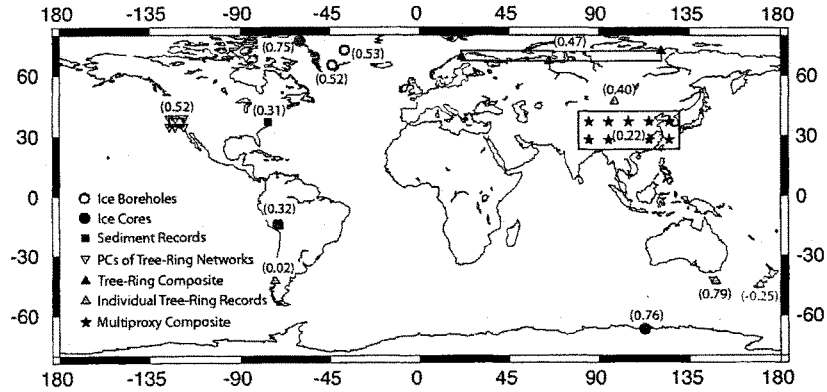 180 -135 -90 -45 0 45 90 135 180
(0.75) (0.53) (0.47)
60 (0.52) 60
(0.40)
(0.52) (0.31)
30 (0.22) 30
0 0
Ice Boreholes (0.32)
Ice Cores
-30 Sediment Records -30
PCs of Tree-Ring Networks
Tree-Ring Composite (0.02)
Individual Tree-Ring Records (0.79) (-0.25)
-60 Multiproxy Composite (0.76) -60
180 -135 -90 -45 0 45 90 135 180